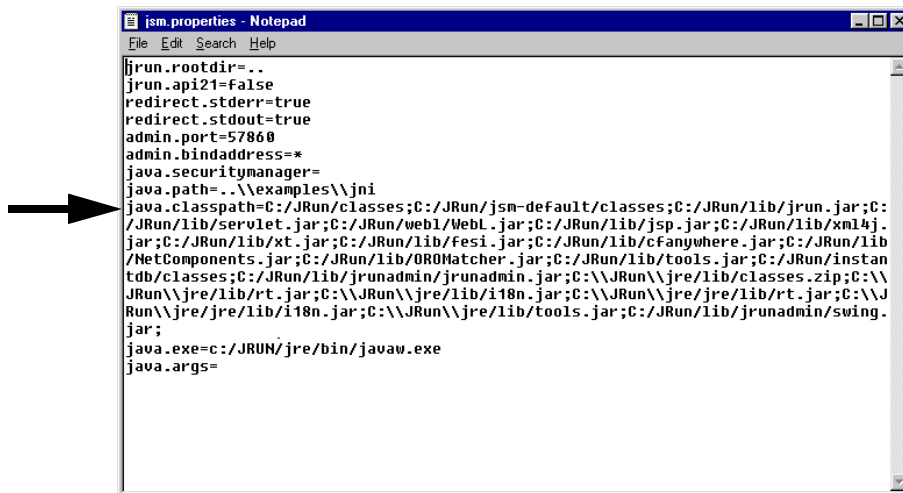 jsm.properties - Notepad
File Edit Search Help
jrun.rootdir=..
jrun.api21=false
redirect.stderr=true
redirect.stdout=true
admin.port=57860
admin.bindaddress=*
java.securitymanager=
java.path=..\\examples\\jni
java.classpath=C:/JRun/classes;C:/JRun/jsm-default/classes;C:/JRun/lib/jrun.jar;C:
/JRun/lib/servlet.jar;C:/JRun/webl/WebL.jar;C:/JRun/lib/jsp.jar;C:/JRun/lib/xml4j.
jar;C:/JRun/lib/xt.jar;C:/JRun/lib/fesi.jar;C:/JRun/lib/cfanywhere.jar;C:/JRun/lib
/NetComponents.jar;C:/JRun/lib/OROMatcher.jar;C:/JRun/lib/tools.jar;C:/JRun/instan
tdb/classes;C:/JRun/lib/jrunadmin/jrunadmin.jar;C:\\JRun\\jre/lib/classes.zip;C:\\
JRun\\jre/lib/rt.jar;C:\\JRun\\jre/lib/i18n.jar;C:\\JRun\\jre/jre/lib/rt.jar;C:\\J
Run\\jre/jre/lib/i18n.jar;C:\\JRun\\jre/lib/tools.jar;C:/JRun/lib/jrunadmin/swing.
jar;
java.exe=c:/JRUN/jre/bin/javaw.exe
java.args=